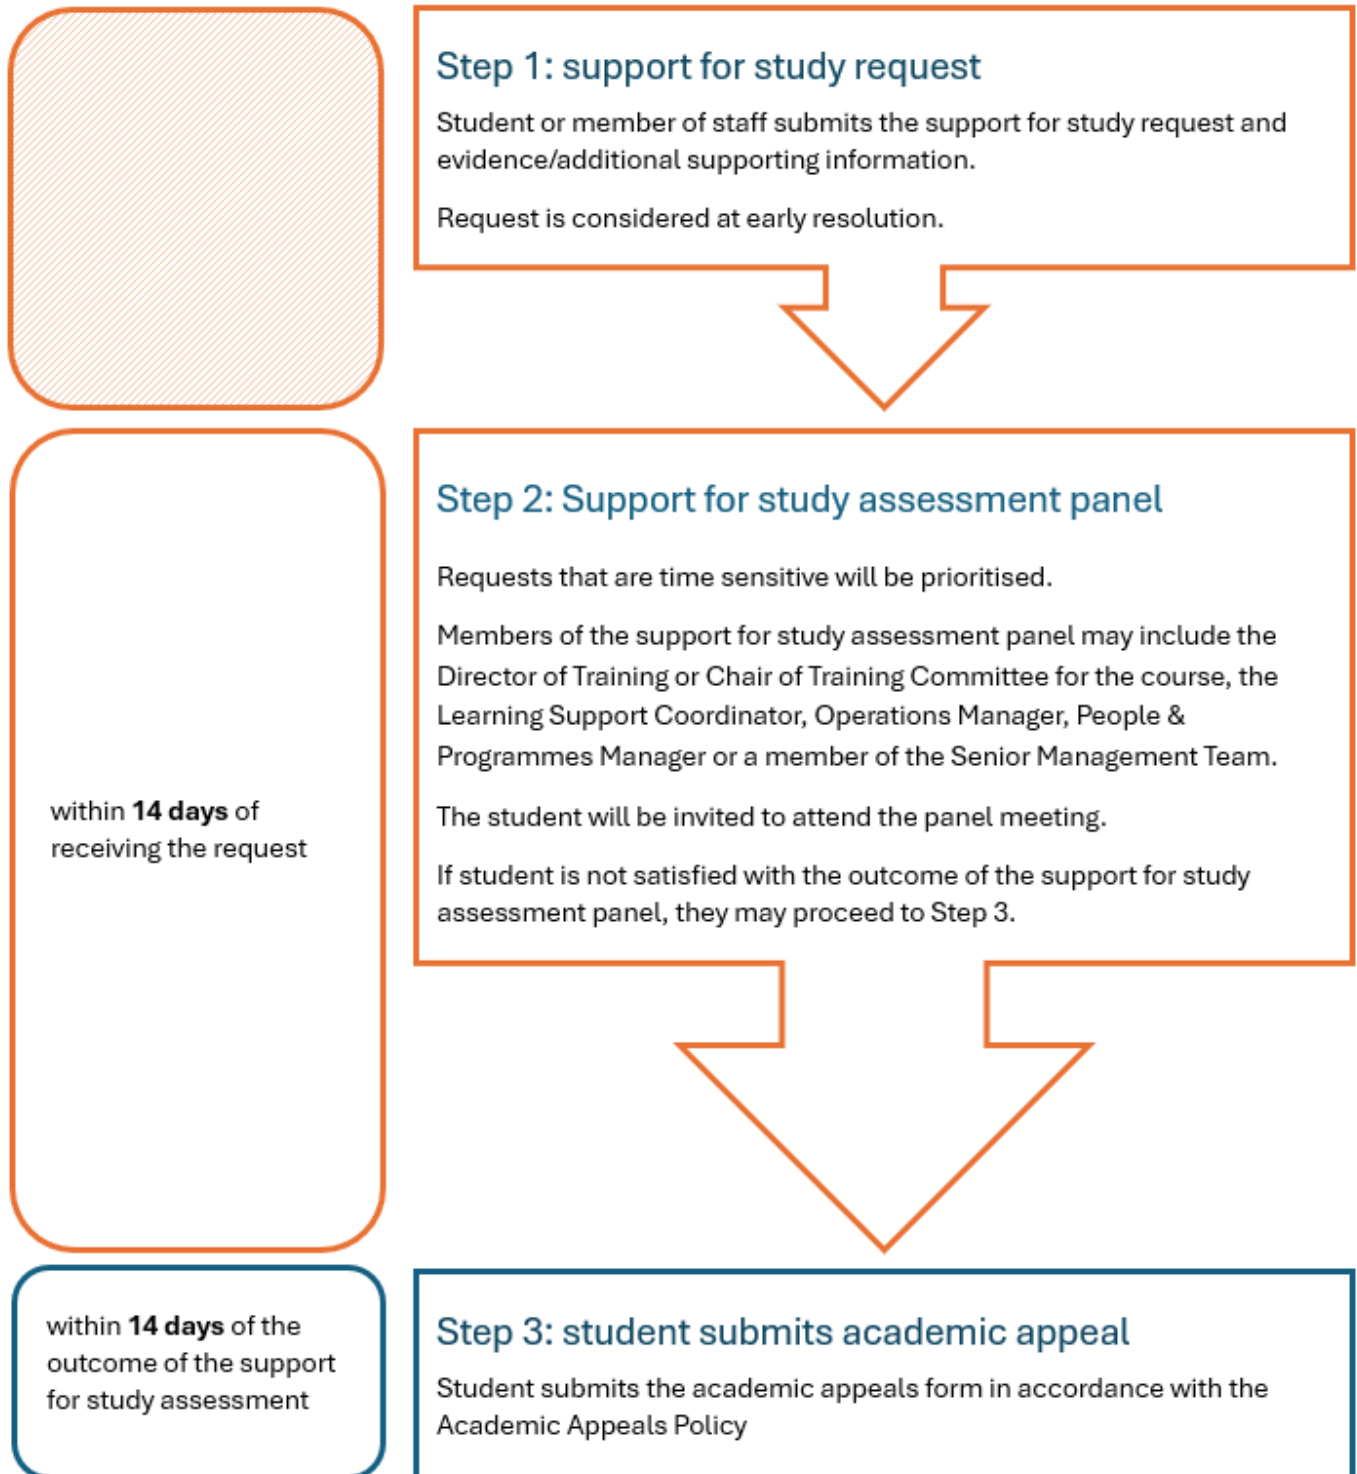 Step 1: support for study request
Student or member of staff submits the support for study request and
evidence/additional supporting information.
Request is considered at early resolution.
Step 2: Support for study assessment panel
Requests that are time sensitive will be prioritised.
Members of the support for study assessment panel may include the
Director of Training or Chair of Training Committee for the course, the
Learning Support Coordinator, Operations Manager, People &
Programmes Manager or a member of the Senior Management Team.
within 14 days of
receiving the request
The student will be invited to attend the panel meeting.
If student is not satisfied with the outcome of the support for study
assessment panel, they may proceed to Step 3.
within 14 days of the
outcome of the support
for study assessment
Step 3: student submits academic appeal
Student submits the academic appeals form in accordance with the
Academic Appeals Policy